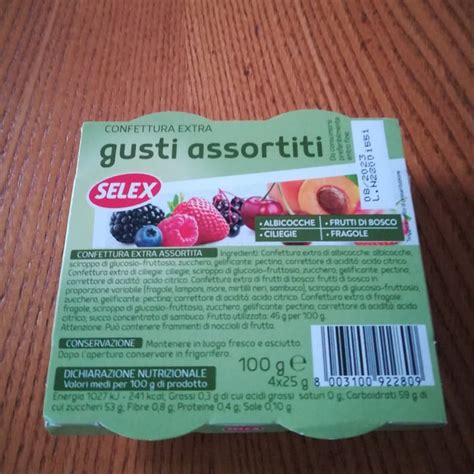 CONFETTURA EXTRA
gusti assortiti
Da consumarsi
preferibilmente
entro fine:
08/2023
L.N22001551
SELEX
• ALBICOCCHE
• FRUTTI DI BOSCO
• CILIEGIE
• FRAGOLE
CONFETTURA EXTRA ASSORTITA Ingredienti: Confettura extra di albicocche: albicocche,
sciroppo di glucosio-fruttosio, zucchero, gelificante: pectina, correttore di acidità: acido citrico.
Confettura extra di ciliegie: ciliegie, sciroppo di glucosio-fruttosio, zucchero, gelificante: pectina,
correttore di acidità: acido citrico. Confettura extra di frutti di bosco: frutti di bosco in
proporzione variabile (fragole, lamponi, more, mirtilli neri, sambuco), sciroppo di glucosio-fruttosio,
zucchero, gelificante: pectina, correttore di acidità: acido citrico. Confettura extra di fragole:
fragole, sciroppo di glucosio-fruttosio, zucchero, gelificante: pectina, correttore di acidità: acido
citrico, succo concentrato di sambuco. Frutta utilizzata: 45 g per 100 g.
Attenzione: Può contenere frammenti di noccioli di frutta.
CONSERVAZIONE Mantenere in luogo fresco e asciutto.
Dopo l'apertura conservare in frigorifero.
100 g e
4x25 g
DICHIARAZIONE NUTRIZIONALE
Valori medi per 100 g di prodotto
Energia 1027 kJ - 241 kcal; Grassi 0,3 g di cui acidi grassi saturi 0 g; Carboidrati 59 g
di cui zuccheri 53 g; Fibre 0,8 g; Proteine 0,4 g; Sale 0,10 g
8 003100 922809